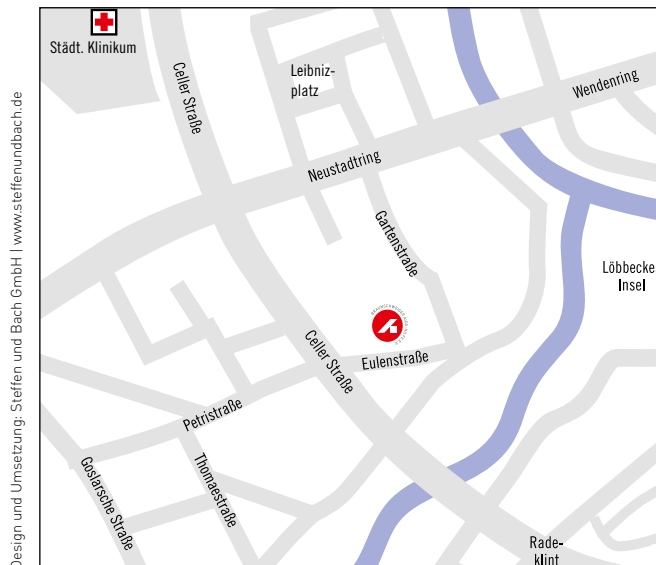 Städt. Klinikum
Celler Straße
Leibniz-
platz
Wendenring
Neustadtring
Gartenstraße
Löbbecke
Insel
Celler Straße
Eulenstraße
Petristraße
Goslarsche Straße
Thomaestraße
Rade-
klint
Design und Umsetzung: Steffen und Bach GmbH | www.steffenundbach.de